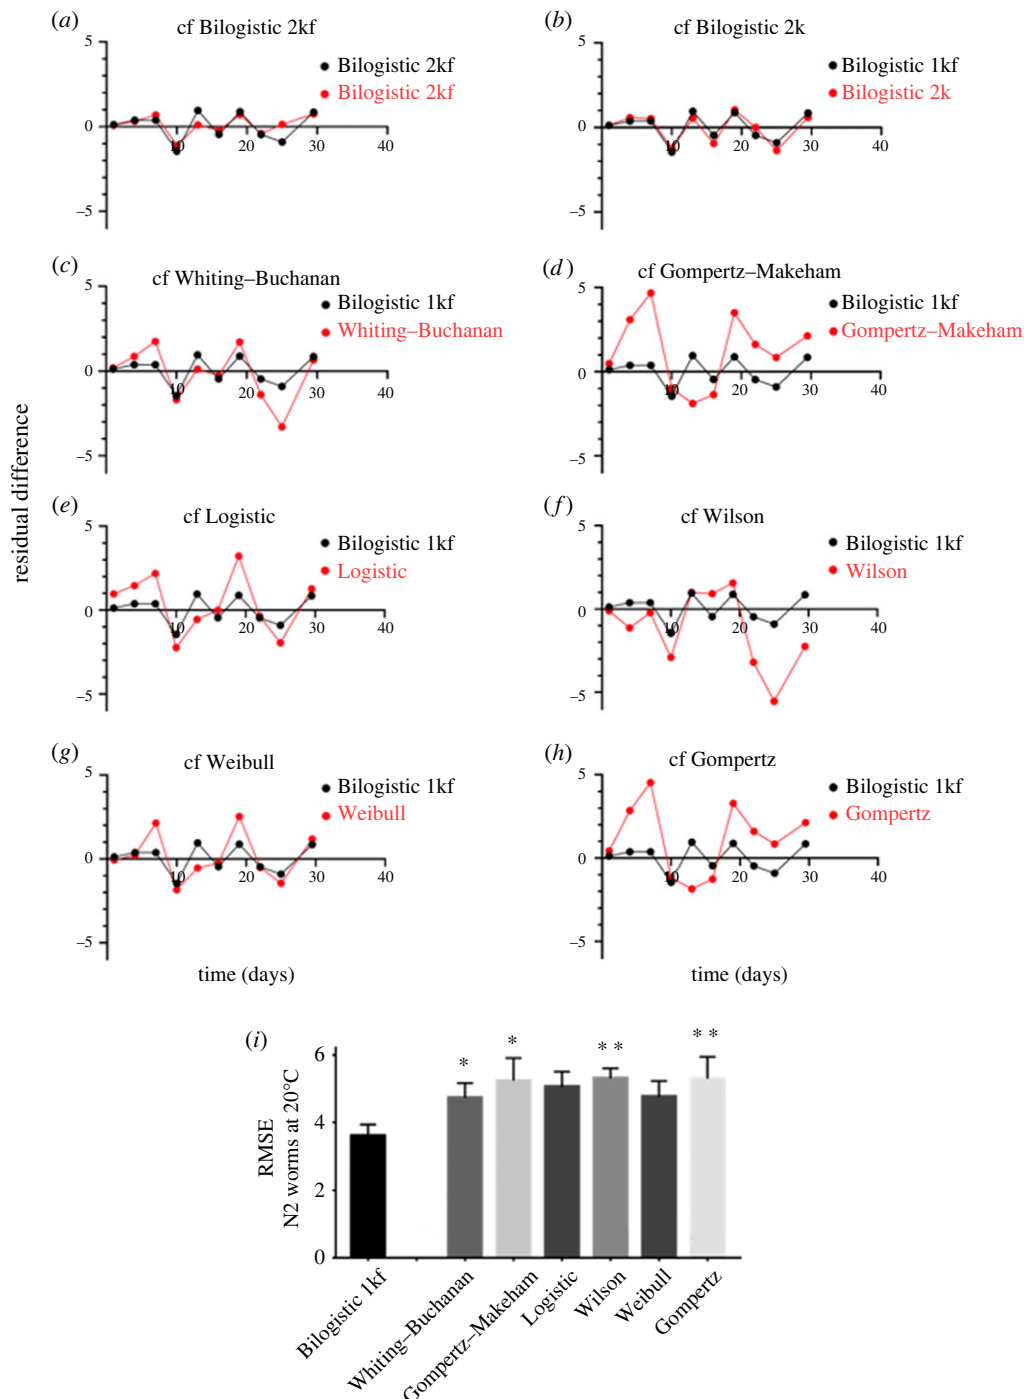 (a) cf Bilogistic 2kf
5
Bilogistic 2kf
Bilogistic 2kf
0
10 20 30 40
–5
(b) cf Bilogistic 2k
5
Bilogistic 1kf
Bilogistic 2k
0
10 20 30 40
–5
(c) cf Whiting–Buchanan
5
Bilogistic 1kf
Whiting–Buchanan
0
10 20 30 40
–5
(d) cf Gompertz–Makeham
5
Bilogistic 1kf
Gompertz–Makeham
0
10 20 30 40
–5
residual difference
(e) cf Logistic
5
Bilogistic 1kf
Logistic
0
10 20 30 40
–5
(f) cf Wilson
5
Bilogistic 1kf
Wilson
0
10 20 30 40
–5
(g) cf Weibull
5
Bilogistic 1kf
Weibull
0
10 20 30 40
–5
time (days)
(h) cf Gompertz
5
Bilogistic 1kf
Gompertz
0
10 20 30 40
–5
time (days)
(i)
* * ** **
6
4
2
0
RMSE
N2 worms at 20°C
Bilogistic 1kf
Whiting–Buchanan
Gompertz–Makeham
Logistic
Wilson
Weibull
Gompertz